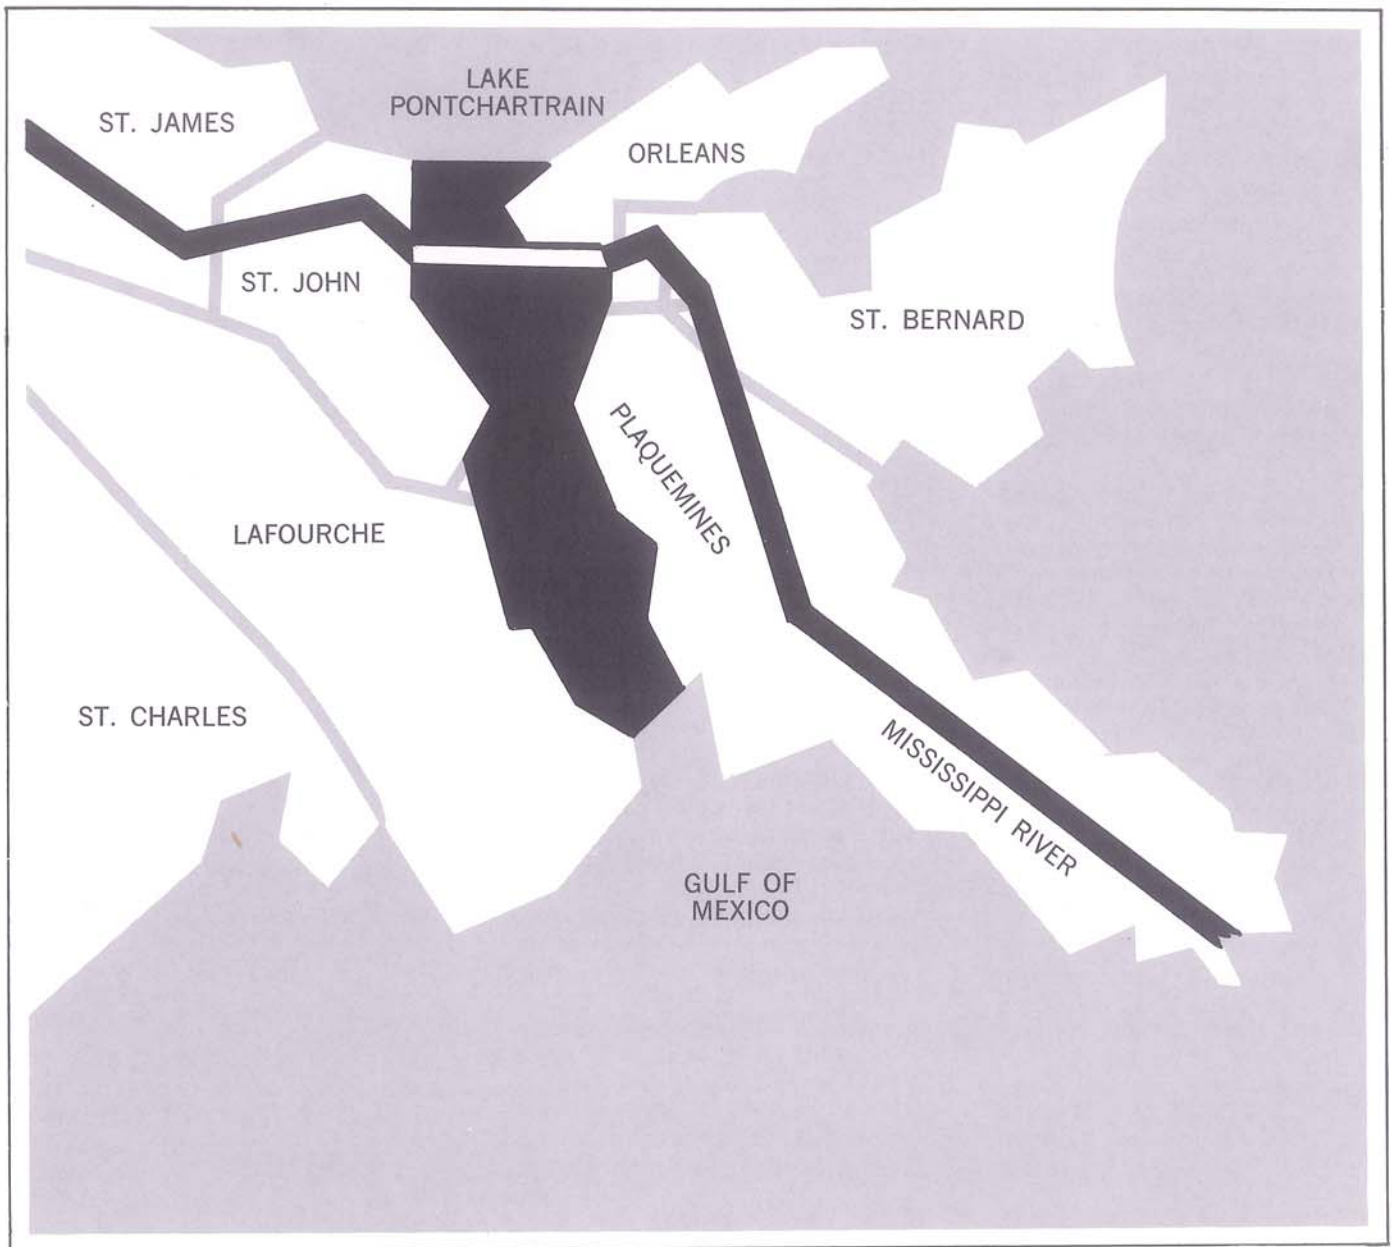 LAKE
PONTCHARTRAIN
ST. JAMES
ORLEANS
ST. JOHN
ST. BERNARD
PLAQUEMINES
LAFOURCHE
ST. CHARLES
MISSISSIPPI RIVER
GULF OF
MEXICO